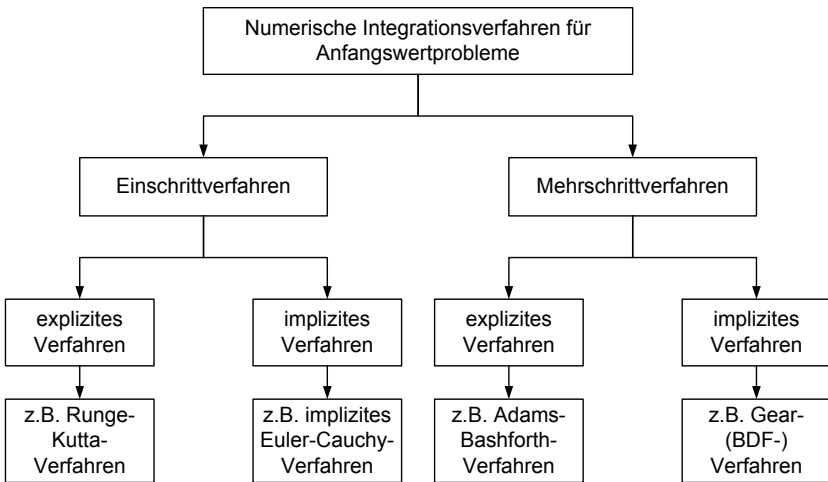 Numerische Integrationsverfahren für
Anfangswertprobleme
Einschrittverfahren
Mehrschrittverfahren
explizites
Verfahren
implizites
Verfahren
explizites
Verfahren
implizites
Verfahren
z.B. Runge-
Kutta-
Verfahren
z.B. implizites
Euler-Cauchy-
Verfahren
z.B. Adams-
Bashforth-
Verfahren
z.B. Gear-
(BDF-)
Verfahren